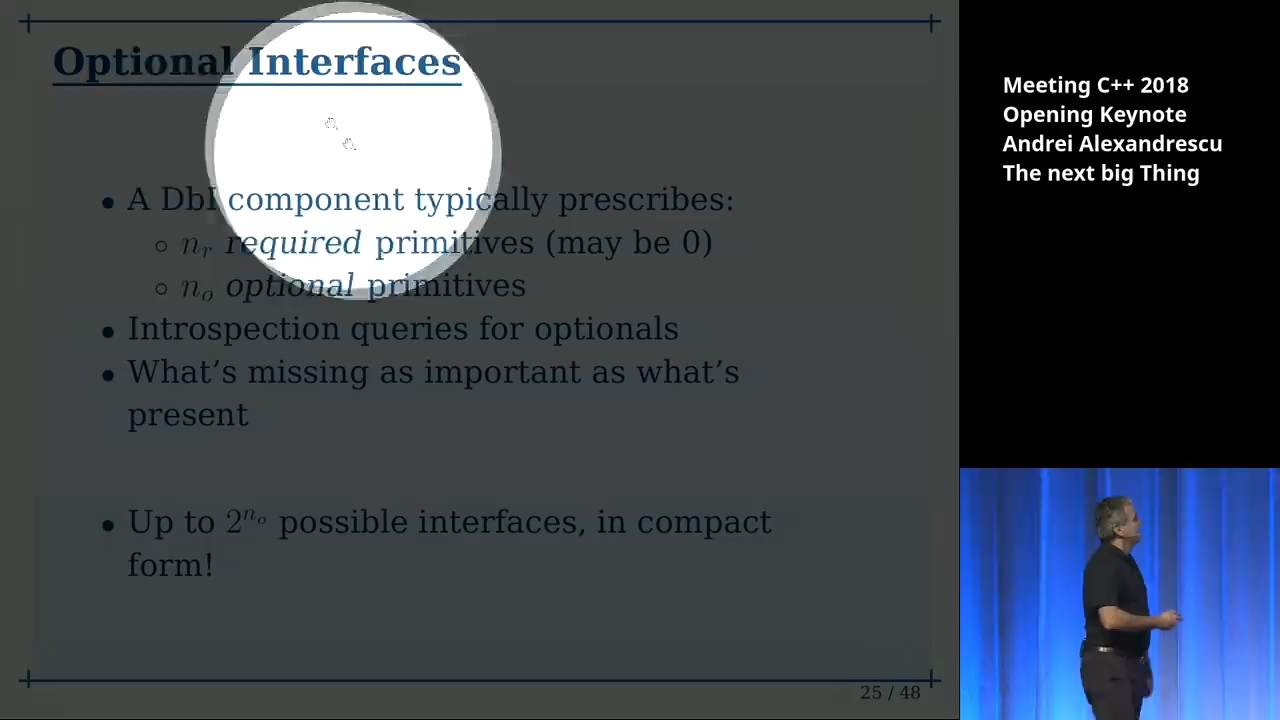 Optional Interfaces
• A DbI component typically prescribes:
◦ nᵣ required primitives (may be 0)
◦ nₒ optional primitives
• Introspection queries for optionals
• What’s missing as important as what’s
present
• Up to 2^{nₒ} possible interfaces, in compact
form!
25 / 48
Meeting C++ 2018
Opening Keynote
Andrei Alexandrescu
The next big Thing